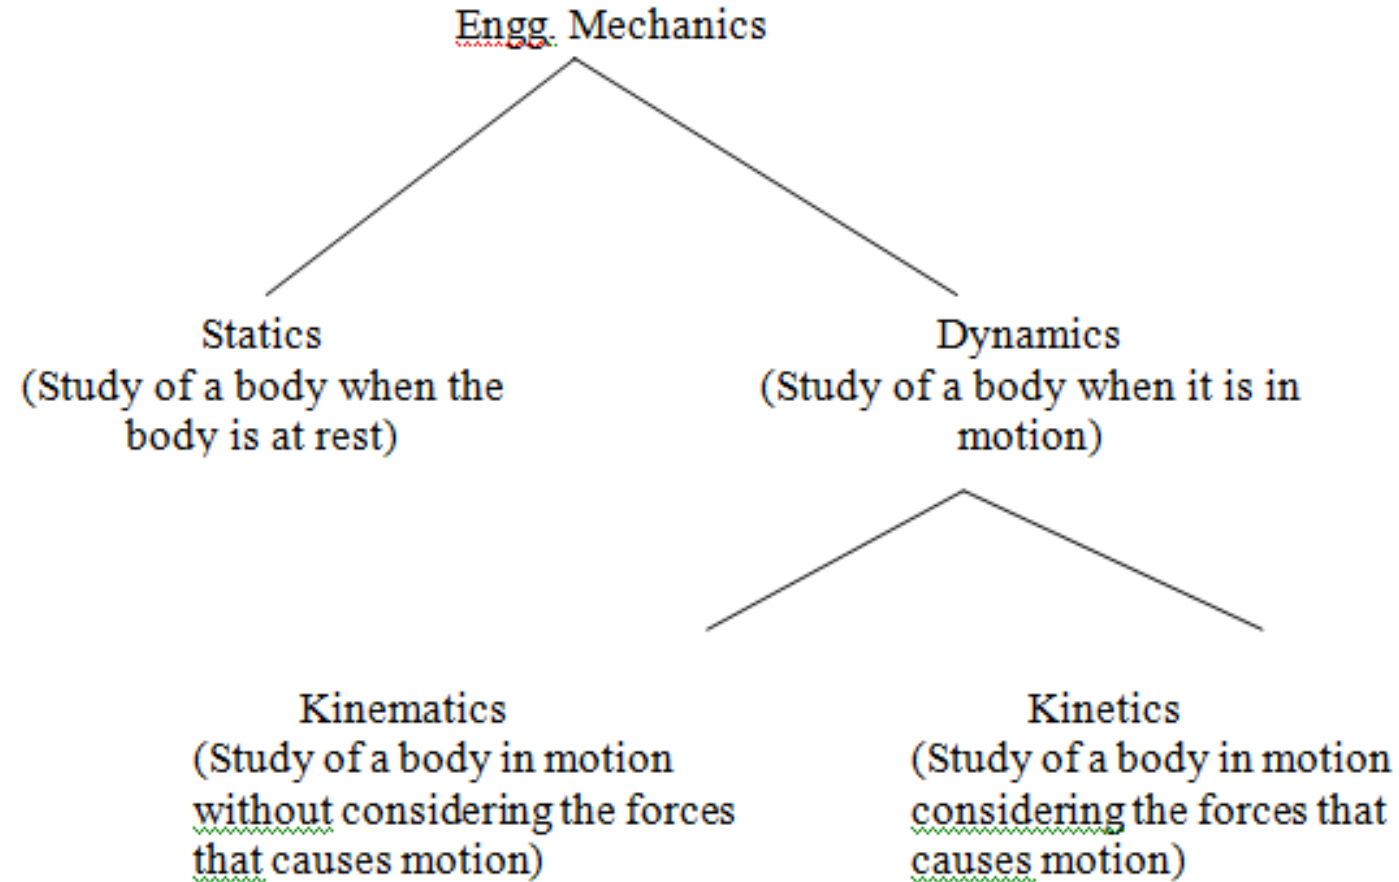 Engg. Mechanics
Statics
(Study of a body when the
body is at rest)
Dynamics
(Study of a body when it is in
motion)
Kinematics
(Study of a body in motion
without considering the forces
that causes motion)
Kinetics
(Study of a body in motion
considering the forces that
causes motion)